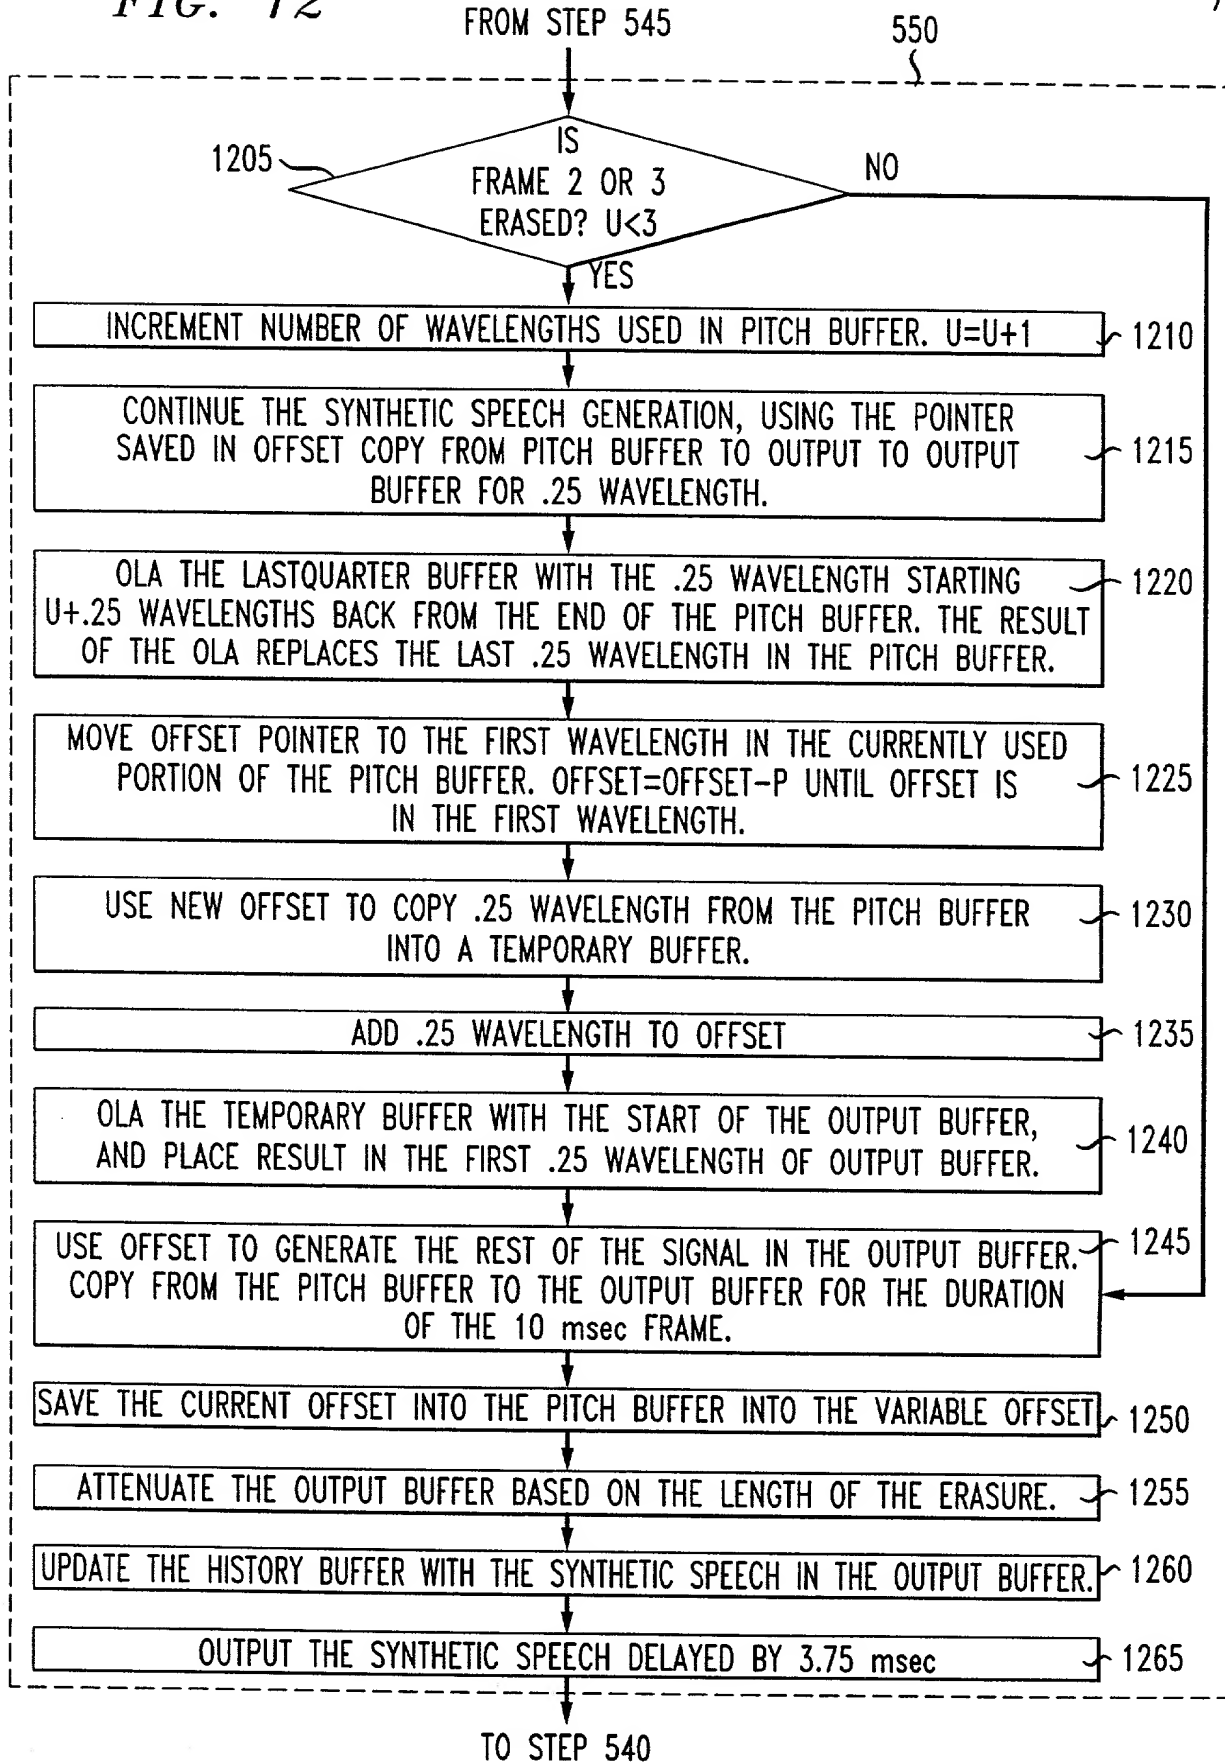 FIG. 12
FROM STEP 545
550
1205
IS
FRAME 2 OR 3
ERASED? U<3
NO
YES
INCREMENT NUMBER OF WAVELENGTHS USED IN PITCH BUFFER. U=U+1
1210
CONTINUE THE SYNTHETIC SPEECH GENERATION, USING THE POINTER
SAVED IN OFFSET COPY FROM PITCH BUFFER TO OUTPUT TO OUTPUT
BUFFER FOR .25 WAVELENGTH.
1215
OLA THE LASTQUARTER BUFFER WITH THE .25 WAVELENGTH STARTING
U+.25 WAVELENGTHS BACK FROM THE END OF THE PITCH BUFFER. THE RESULT
OF THE OLA REPLACES THE LAST .25 WAVELENGTH IN THE PITCH BUFFER.
1220
MOVE OFFSET POINTER TO THE FIRST WAVELENGTH IN THE CURRENTLY USED
PORTION OF THE PITCH BUFFER. OFFSET=OFFSET-P UNTIL OFFSET IS
IN THE FIRST WAVELENGTH.
1225
USE NEW OFFSET TO COPY .25 WAVELENGTH FROM THE PITCH BUFFER
INTO A TEMPORARY BUFFER.
1230
ADD .25 WAVELENGTH TO OFFSET
1235
OLA THE TEMPORARY BUFFER WITH THE START OF THE OUTPUT BUFFER,
AND PLACE RESULT IN THE FIRST .25 WAVELENGTH OF OUTPUT BUFFER.
1240
USE OFFSET TO GENERATE THE REST OF THE SIGNAL IN THE OUTPUT BUFFER.
COPY FROM THE PITCH BUFFER TO THE OUTPUT BUFFER FOR THE DURATION
OF THE 10 msec FRAME.
1245
SAVE THE CURRENT OFFSET INTO THE PITCH BUFFER INTO THE VARIABLE OFFSET
1250
ATTENUATE THE OUTPUT BUFFER BASED ON THE LENGTH OF THE ERASURE.
1255
UPDATE THE HISTORY BUFFER WITH THE SYNTHETIC SPEECH IN THE OUTPUT BUFFER.
1260
OUTPUT THE SYNTHETIC SPEECH DELAYED BY 3.75 msec
1265
TO STEP 540